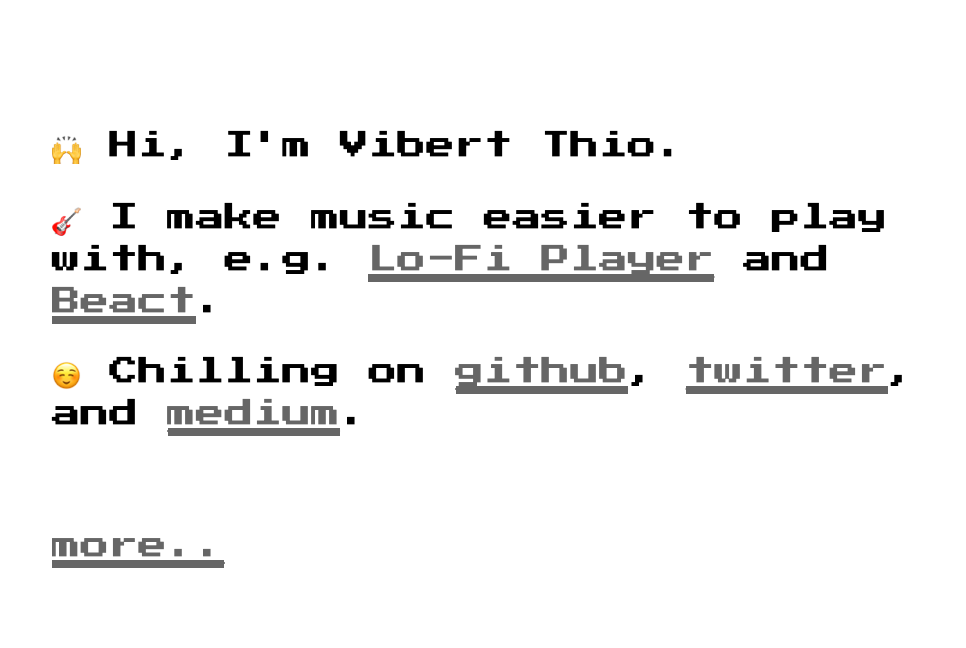 🙌 Hi, I'm Vibert Thio.
🎸 I make music easier to play
with, e.g. Lo-Fi Player and
Beact.
☺️ Chilling on github, twitter,
and medium.
more..